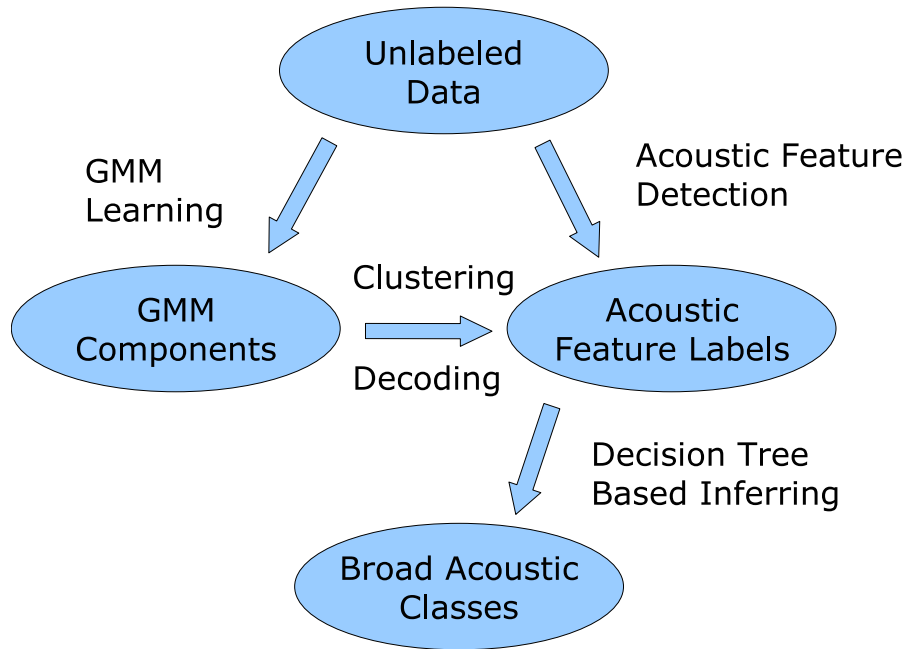 Unlabeled
Data
GMM
Learning
Acoustic Feature
Detection
Clustering
GMM
Components
Acoustic
Feature Labels
Decoding
Decision Tree
Based Inferring
Broad Acoustic
Classes